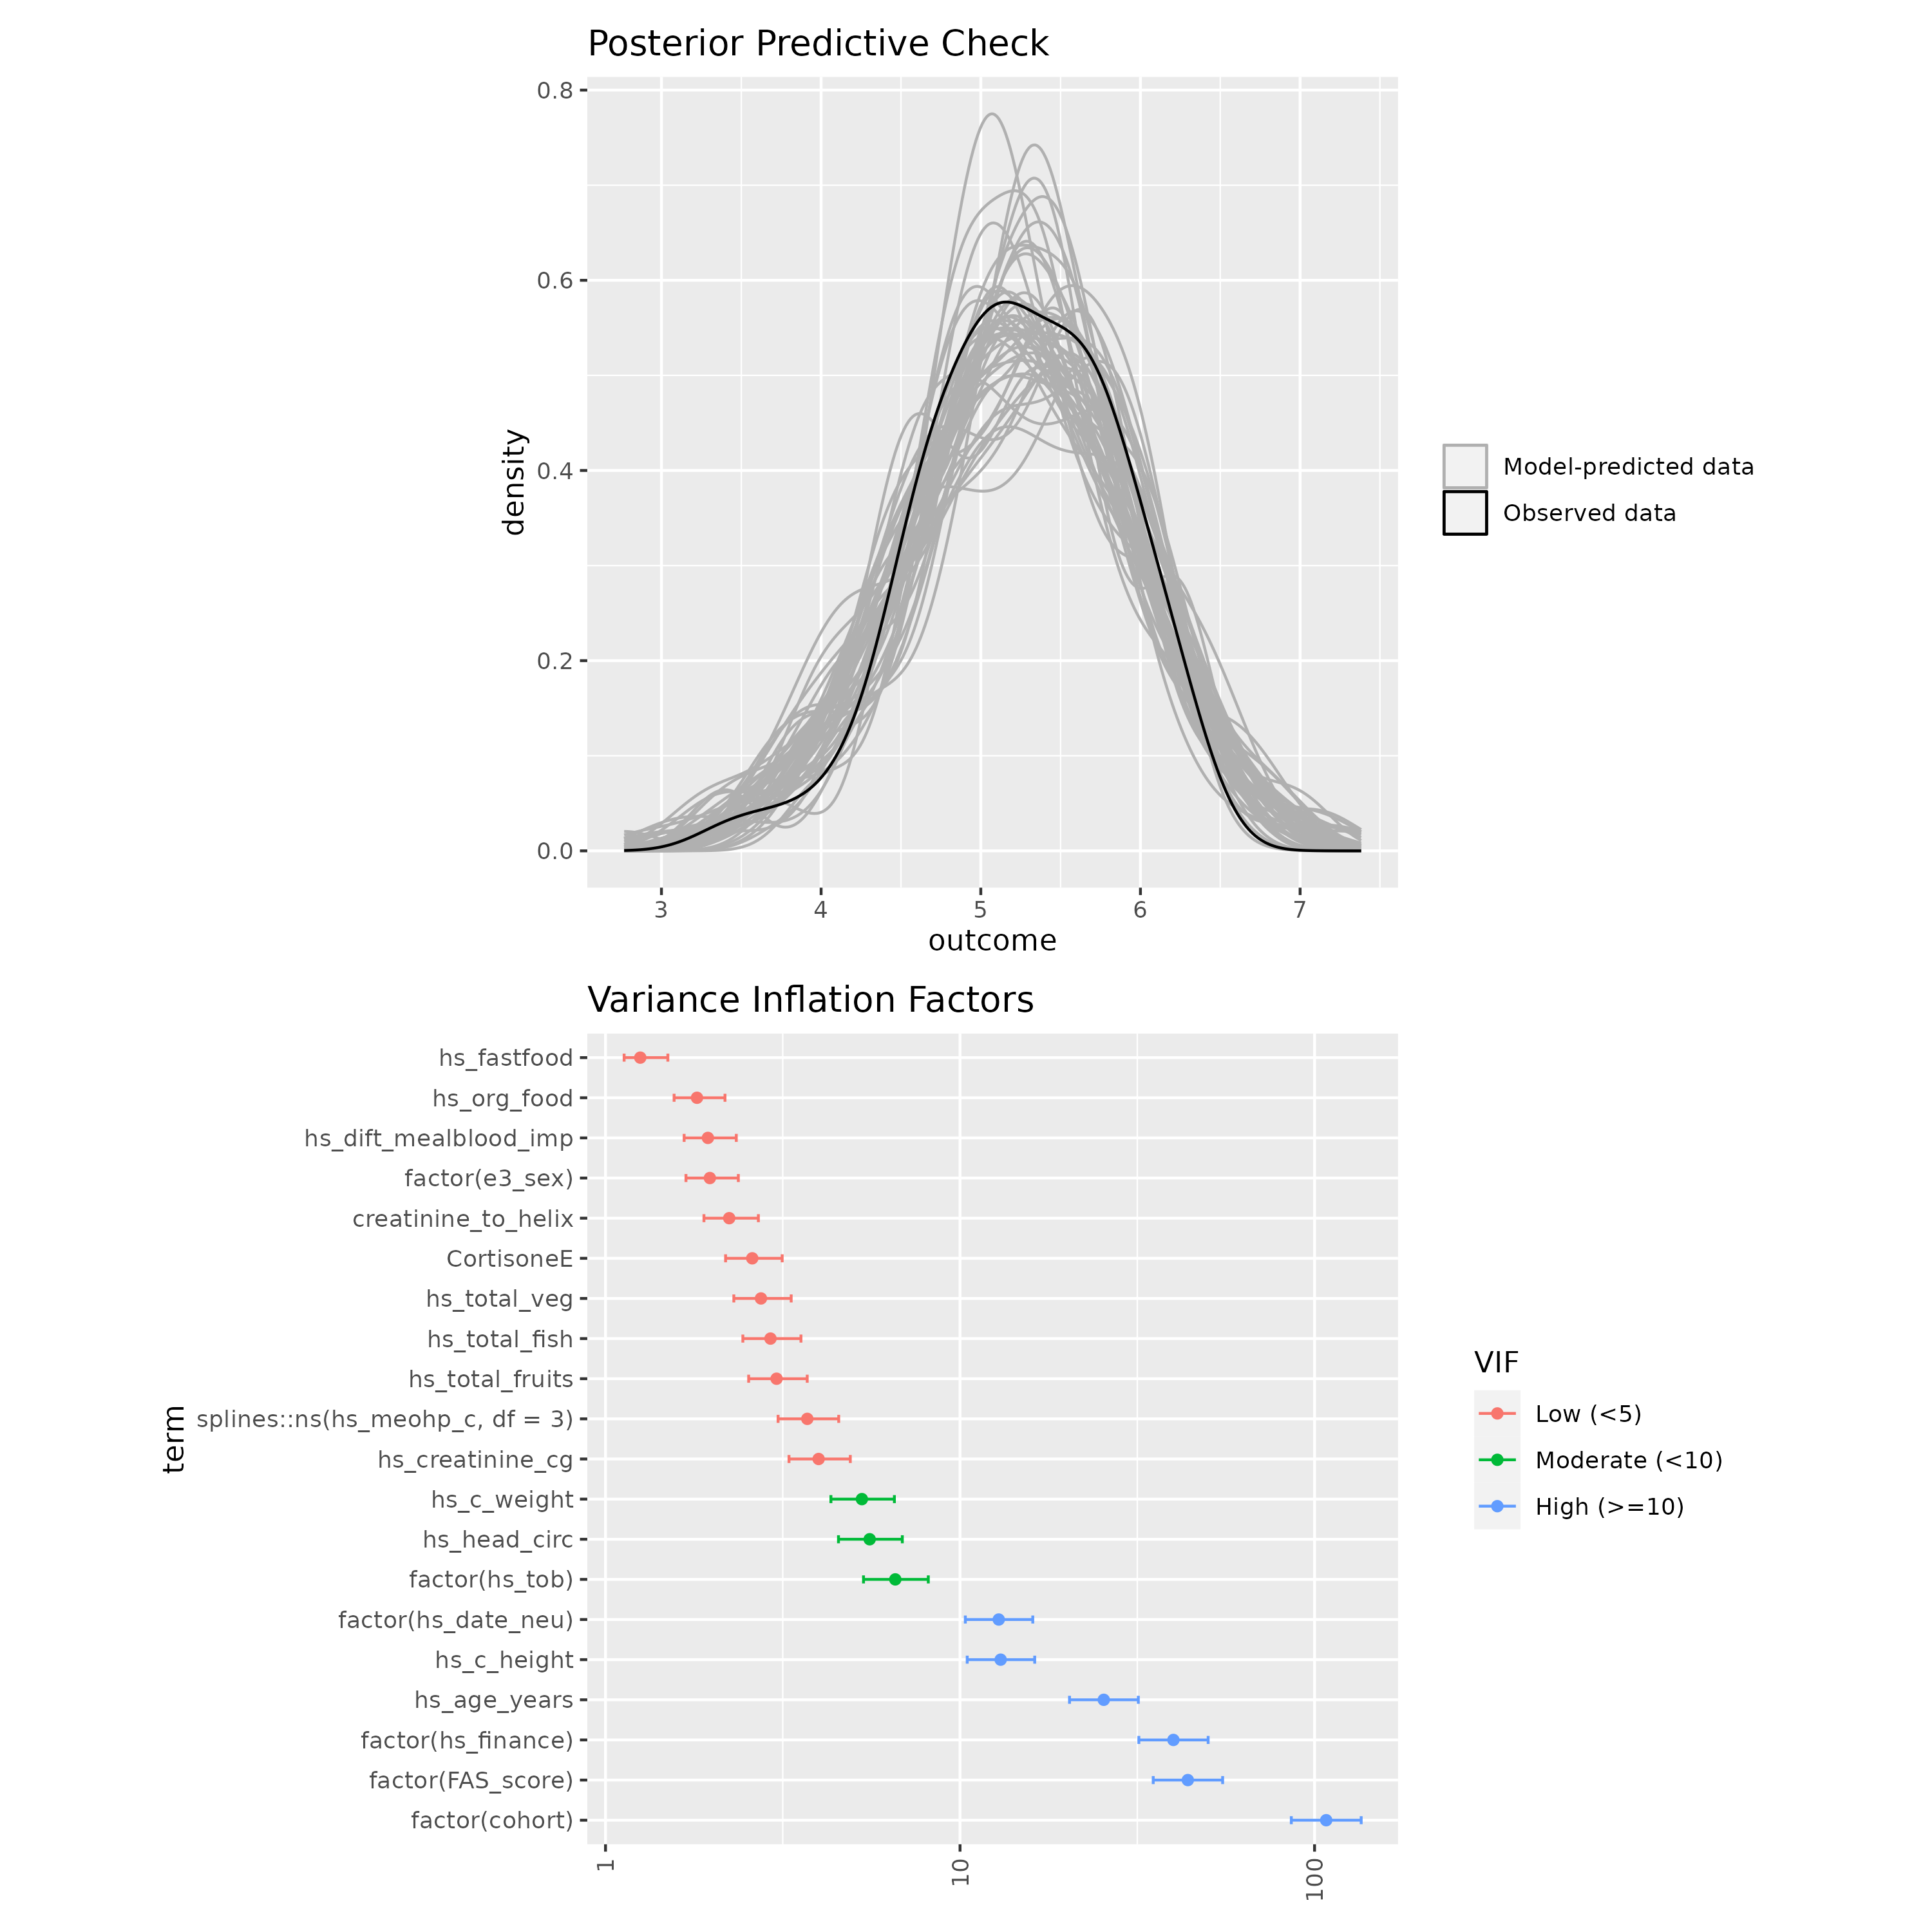 Posterior Predictive Check
0.8
0.6
0.4
0.2
0.0
density
3 4 5 6 7
outcome
Model-predicted data
Observed data
Variance Inflation Factors
term
hs_fastfood
hs_org_food
hs_dift_mealblood_imp
factor(e3_sex)
creatinine_to_helix
CortisoneE
hs_total_veg
hs_total_fish
hs_total_fruits
splines::ns(hs_meohp_c, df = 3)
hs_creatinine_cg
hs_c_weight
hs_head_circ
factor(hs_tob)
factor(hs_date_neu)
hs_c_height
hs_age_years
factor(hs_finance)
factor(FAS_score)
factor(cohort)
1 10 100
VIF
Low (<5)
Moderate (<10)
High (>=10)